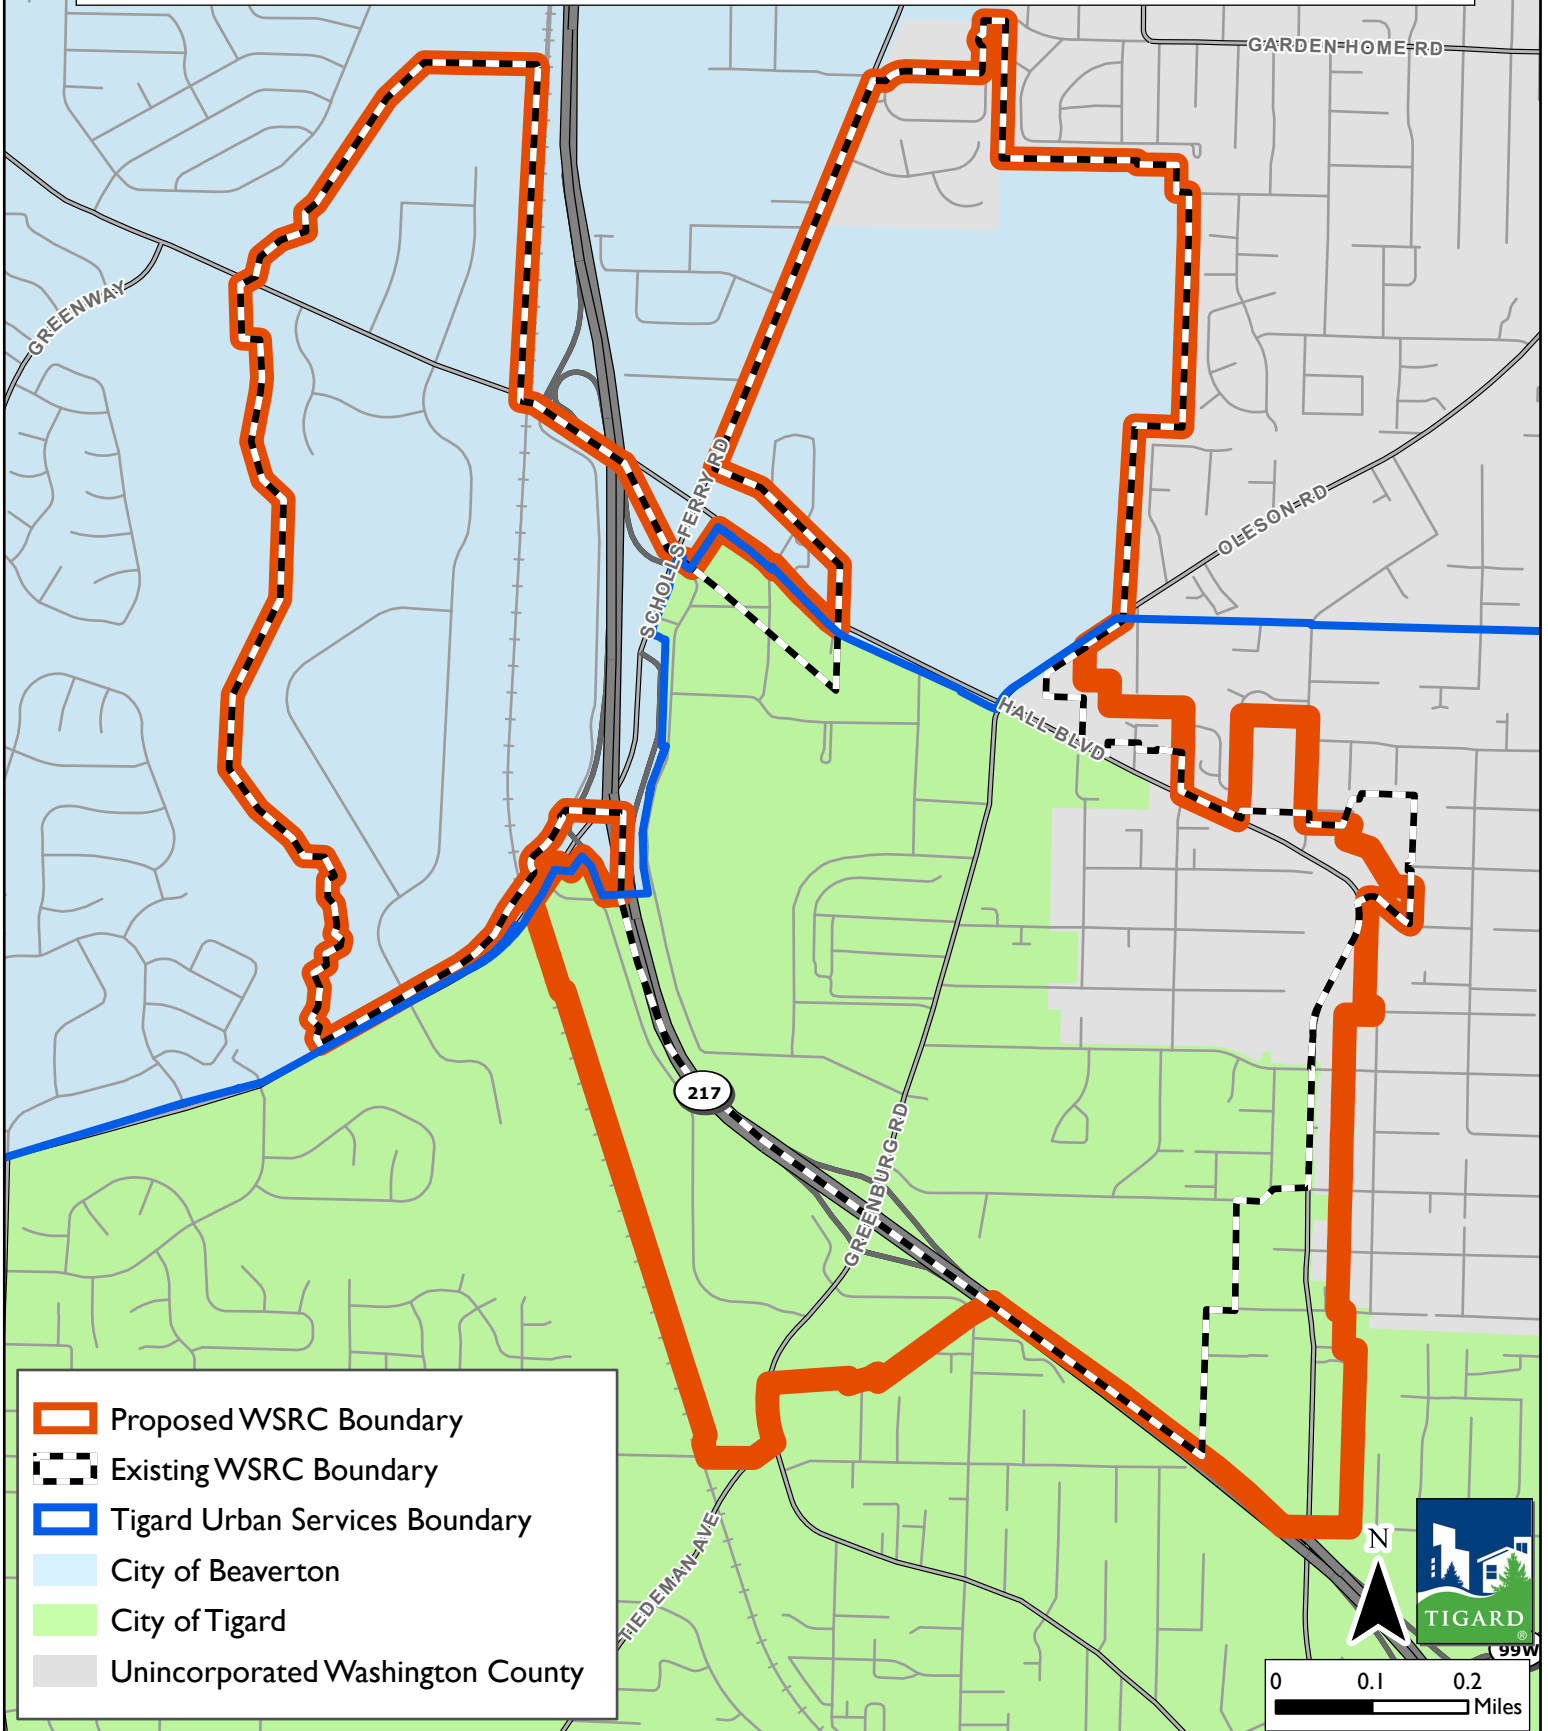 GARDEN HOME RD
GREENWAY
SCHOLLS FERRY RD
OLESON RD
HALL BLVD
217
GREENBURG RD
TIEDEMAN AVE
Proposed WSRC Boundary
Existing WSRC Boundary
Tigard Urban Services Boundary
City of Beaverton
City of Tigard
Unincorporated Washington County
N
TIGARD
®
99W
0 0.1 0.2
Miles